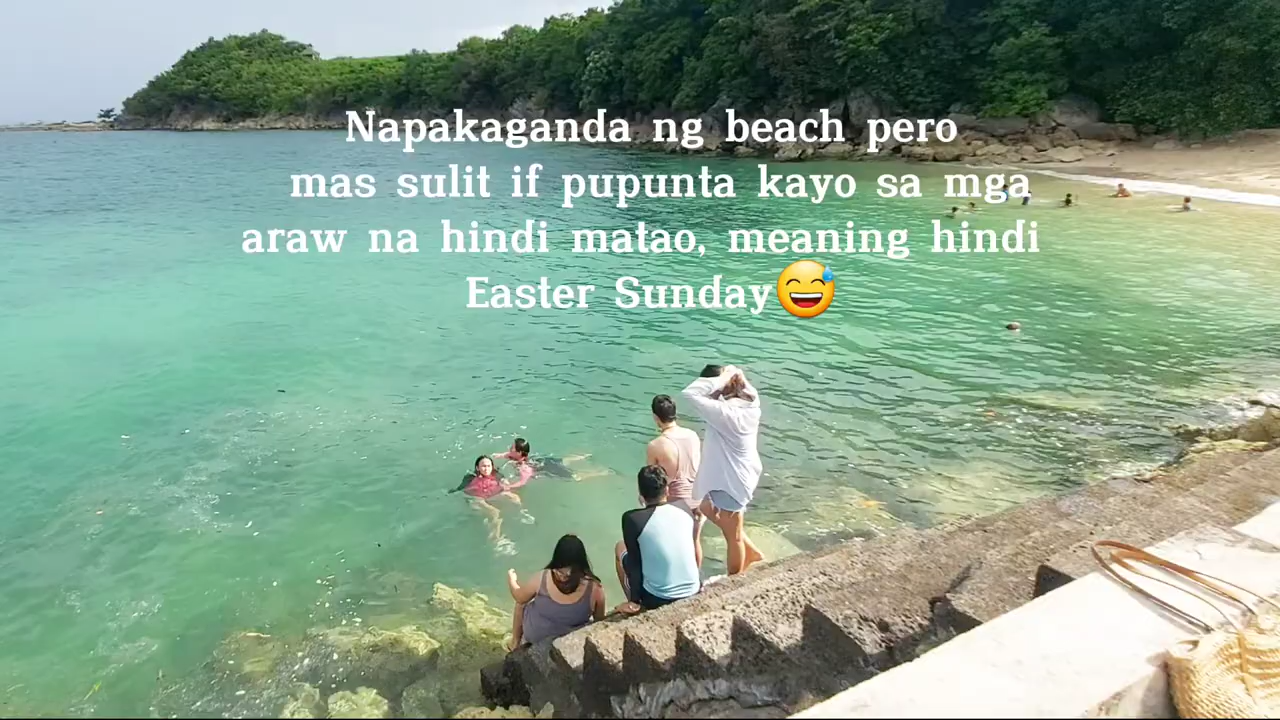 Napakaganda ng beach pero
mas sulit if pupunta kayo sa mga
araw na hindi matao, meaning hindi
Easter Sunday😅